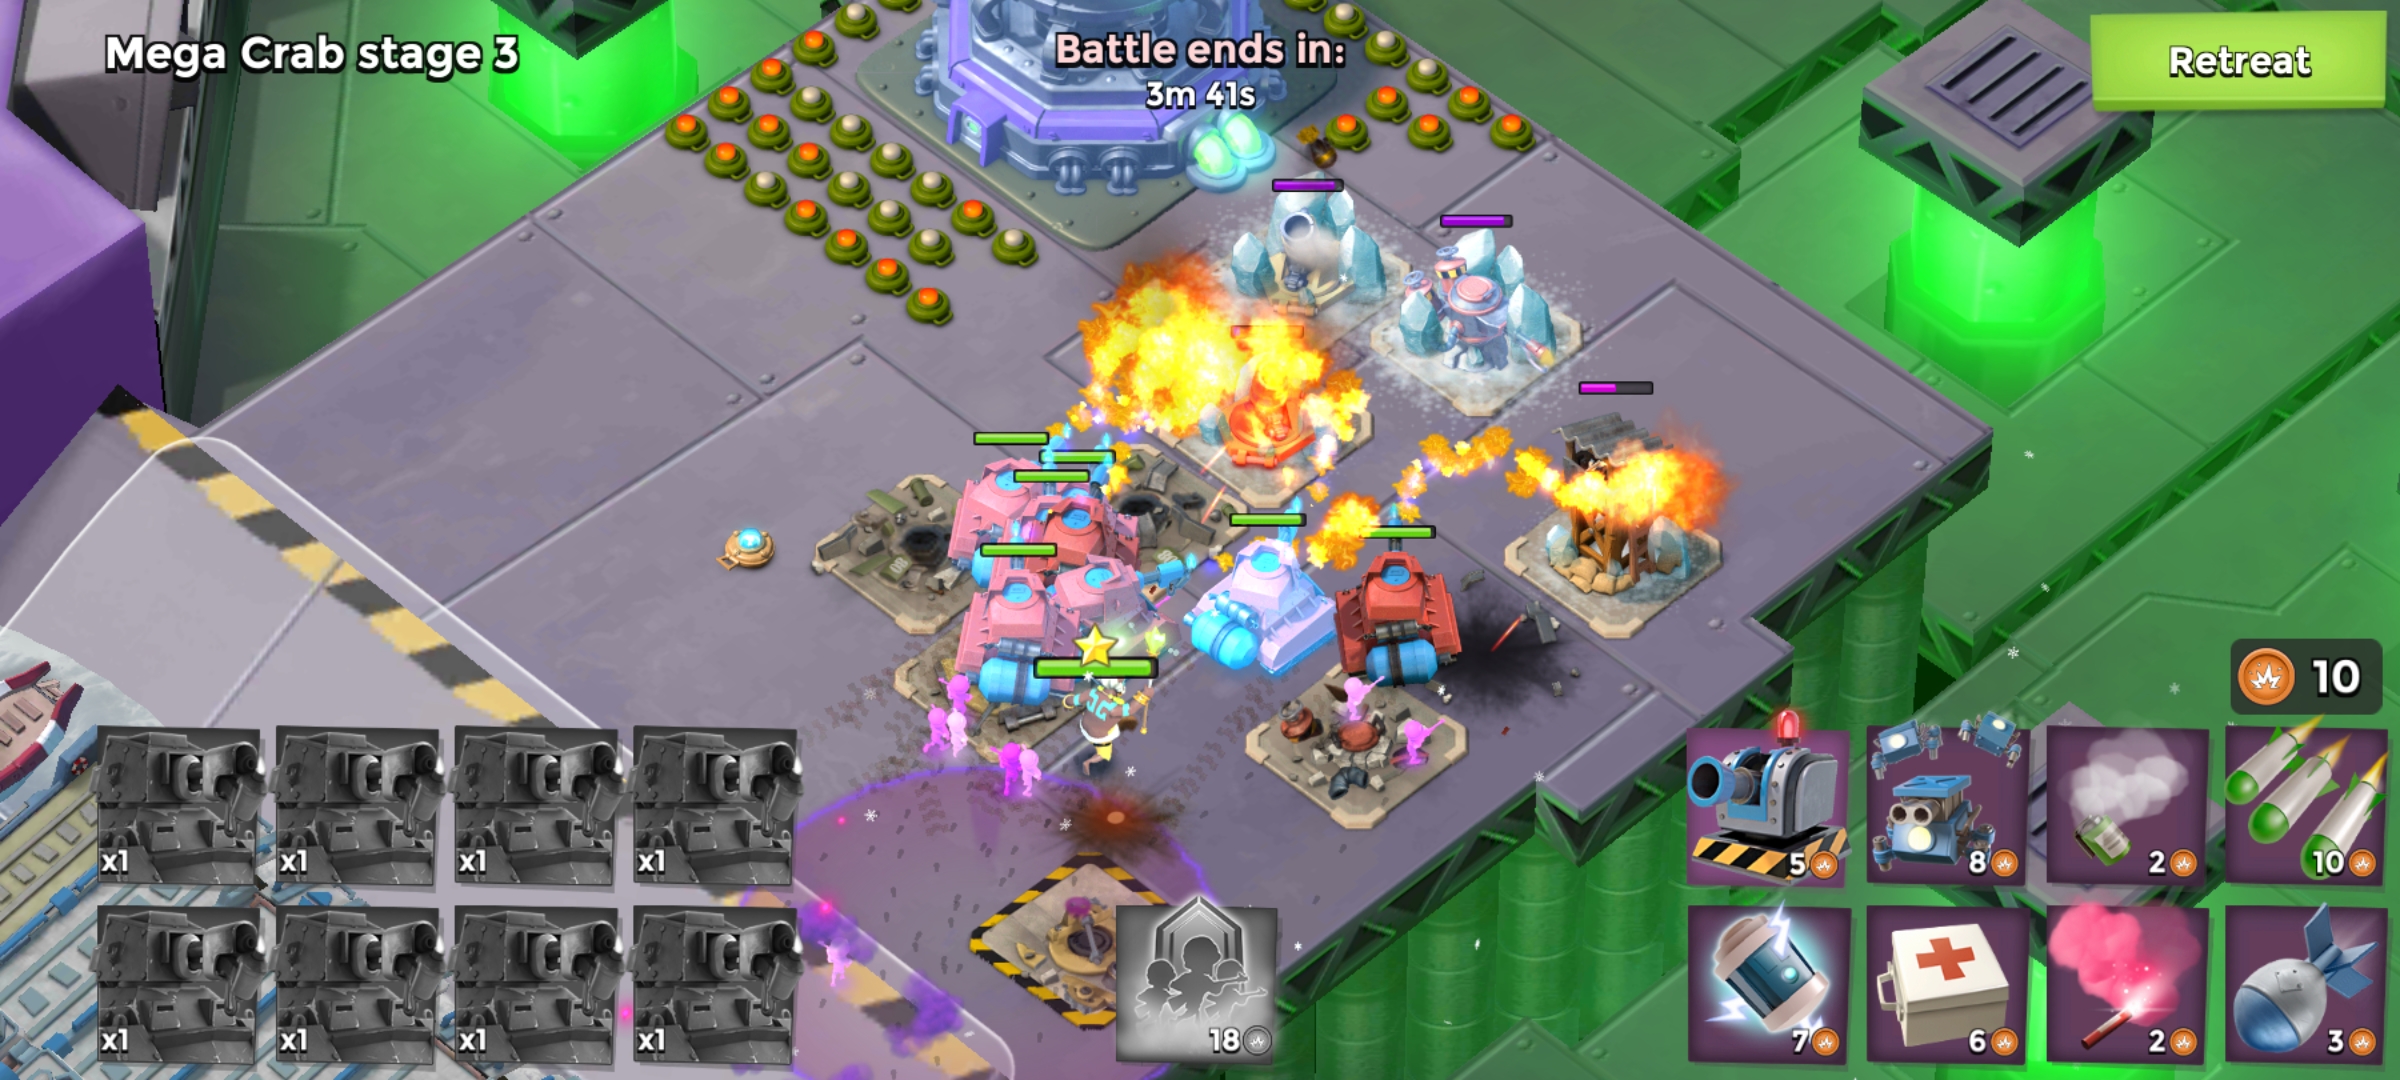 Mega Crab stage 3
Battle ends in:
3m 41s
Retreat
10
x1
x1
x1
x1
5
8
2
10
x1
x1
x1
x1
18
7
6
2
3